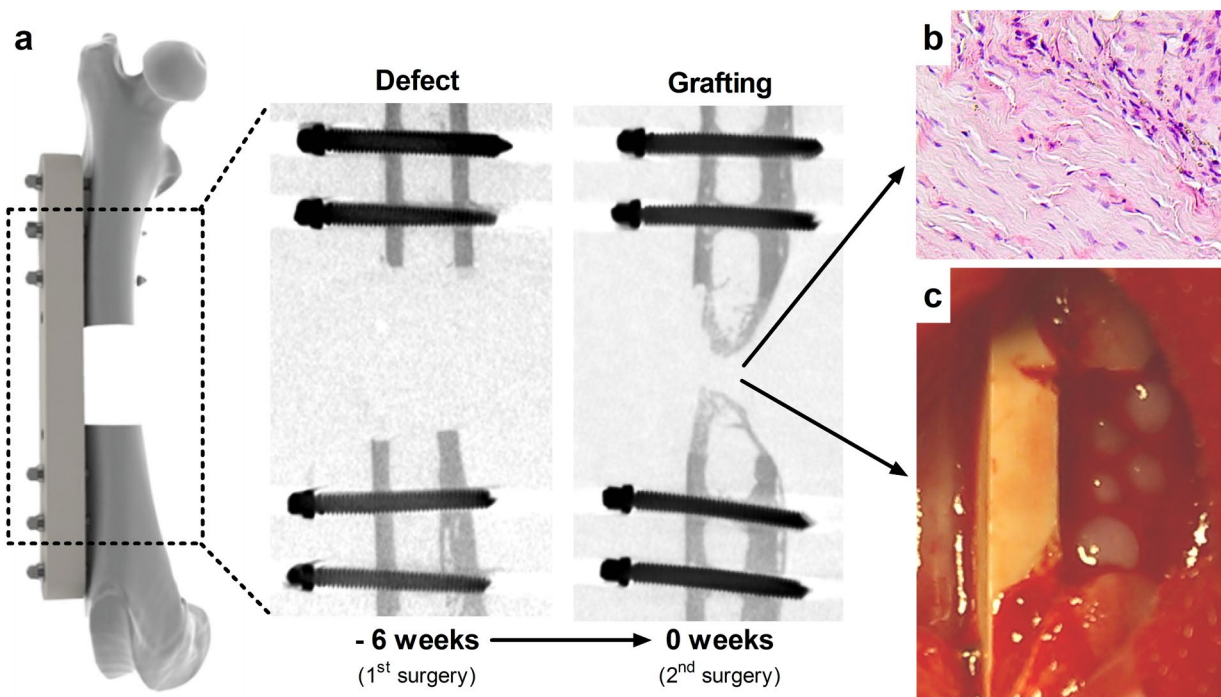 a
Defect
Grafting
b
c
- 6 weeks
(1st surgery)
0 weeks
(2nd surgery)